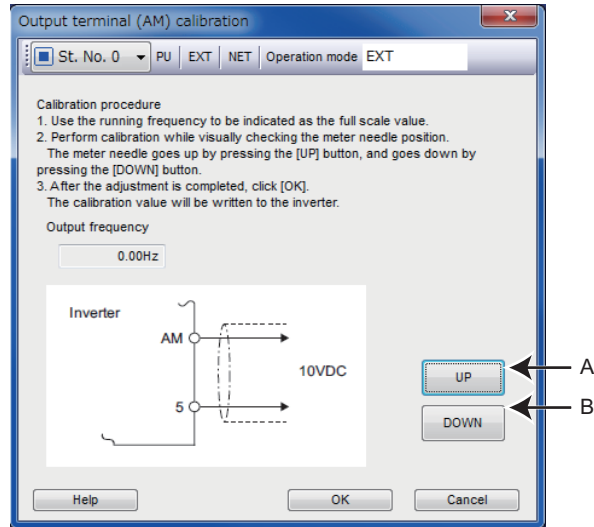 Output terminal (AM) calibration
x
St. No. 0 PU EXT NET Operation mode EXT
Calibration procedure
1. Use the running frequency to be indicated as the full scale value.
2. Perform calibration while visually checking the meter needle position.
The meter needle goes up by pressing the [UP] button, and goes down by
pressing the [DOWN] button.
3. After the adjustment is completed, click [OK].
The calibration value will be written to the inverter.
Output frequency
0.00Hz
Inverter
AM
10VDC
5
UP
A
DOWN
B
Help
OK
Cancel